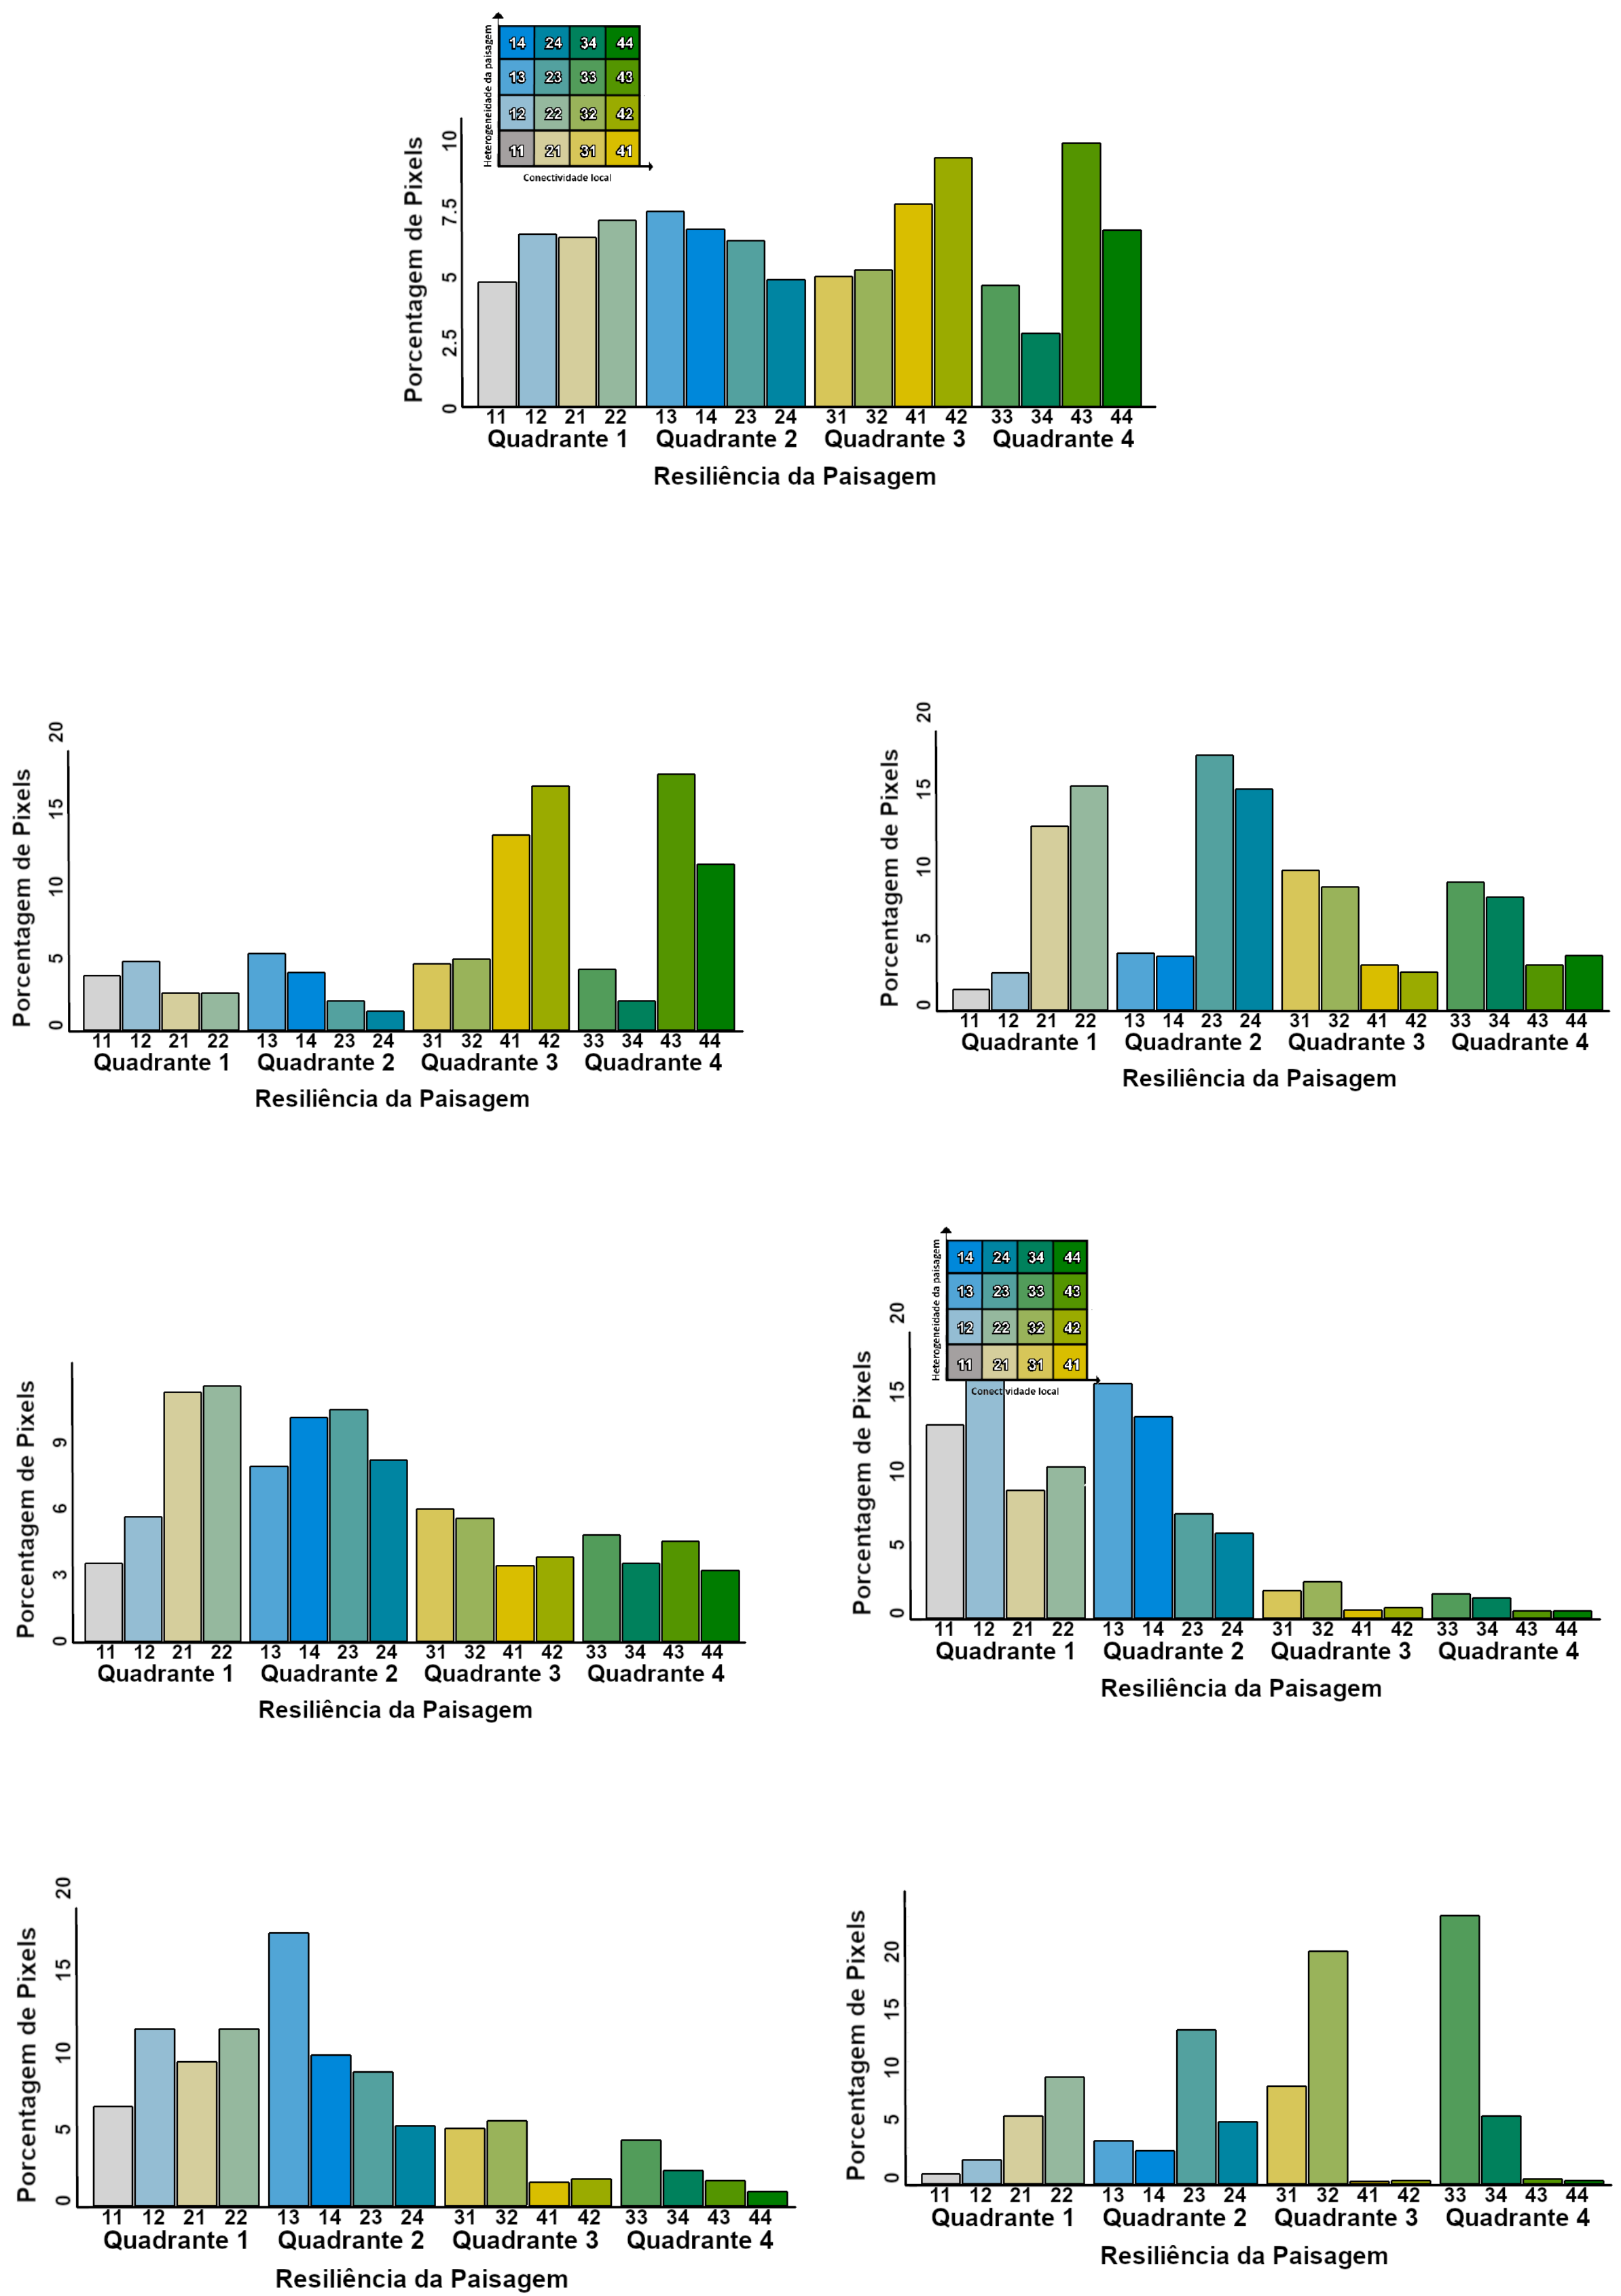 Heterogeneidade da paisagem
14 24 34 44
13 23 33 43
12 22 32 42
11 21 31 41
Conectividade local
Porcentagem de Pixels
10
7.5
5
2.5
0
11 12 21 22 13 14 23 24 31 32 41 42 33 34 43 44
Quadrante 1 Quadrante 2 Quadrante 3 Quadrante 4
Resiliência da Paisagem
Porcentagem de Pixels
20
15
10
5
0
11 12 21 22 13 14 23 24 31 32 41 42 33 34 43 44
Quadrante 1 Quadrante 2 Quadrante 3 Quadrante 4
Resiliência da Paisagem
Porcentagem de Pixels
20
15
10
5
0
11 12 21 22 13 14 23 24 31 32 41 42 33 34 43 44
Quadrante 1 Quadrante 2 Quadrante 3 Quadrante 4
Resiliência da Paisagem
Porcentagem de Pixels
9
6
3
0
11 12 21 22 13 14 23 24 31 32 41 42 33 34 43 44
Quadrante 1 Quadrante 2 Quadrante 3 Quadrante 4
Resiliência da Paisagem
Heterogeneidade da paisagem
14 24 34 44
13 23 33 43
12 22 32 42
11 21 31 41
Conectividade local
Porcentagem de Pixels
20
15
10
5
0
11 12 21 22 13 14 23 24 31 32 41 42 33 34 43 44
Quadrante 1 Quadrante 2 Quadrante 3 Quadrante 4
Resiliência da Paisagem
Porcentagem de Pixels
20
15
10
5
0
11 12 21 22 13 14 23 24 31 32 41 42 33 34 43 44
Quadrante 1 Quadrante 2 Quadrante 3 Quadrante 4
Resiliência da Paisagem
Porcentagem de Pixels
20
15
10
5
0
11 12 21 22 13 14 23 24 31 32 41 42 33 34 43 44
Quadrante 1 Quadrante 2 Quadrante 3 Quadrante 4
Resiliência da Paisagem